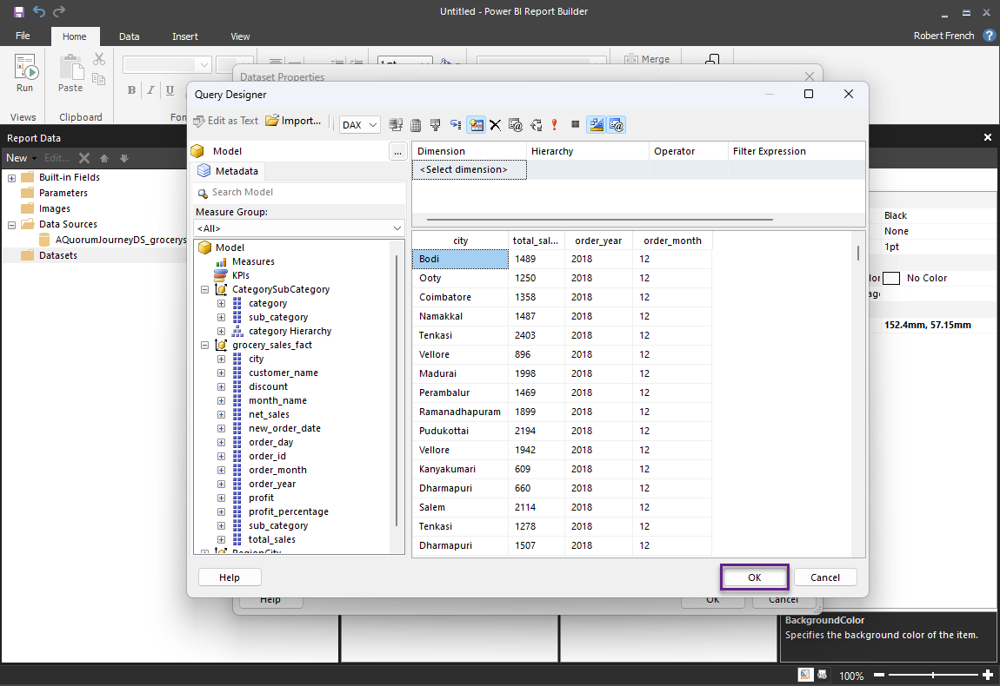 Untitled - Power BI Report Builder
File Home Data Insert View
Robert French ?
Run
Paste
B I U
1pt
Merge
Views
Clipboard
Dataset Properties
Query Designer
Edit as Text Import... DAX
Report Data
New Edit...
Built-in Fields
Parameters
Images
Data Sources
AQuorumJourneyDS_grocerys
Datasets
Model ...
Metadata
Search Model
Measure Group:
<All>
Model
Measures
KPIs
CategorySubCategory
category
sub_category
category Hierarchy
grocery_sales_fact
city
customer_name
discount
month_name
net_sales
new_order_date
order_day
order_id
order_month
order_year
profit
profit_percentage
sub_category
total_sales
RegionCity
Dimension Hierarchy Operator Filter Expression
<Select dimension>
city total_sal... order_year order_month
Bodi 1489 2018 12
Ooty 1250 2018 12
Coimbatore 1358 2018 12
Namakkal 1487 2018 12
Tenkasi 2403 2018 12
Vellore 896 2018 12
Madurai 1998 2018 12
Perambalur 1469 2018 12
Ramanadhapuram 1899 2018 12
Pudukottai 2194 2018 12
Vellore 1942 2018 12
Kanyakumari 609 2018 12
Dharmapuri 660 2018 12
Salem 2114 2018 12
Tenkasi 1278 2018 12
Dharmapuri 1507 2018 12
Help OK Cancel
Help OK Cancel
Black
None
1pt
No Color
152.4mm, 57.15mm
BackgroundColor
Specifies the background color of the item.
100%